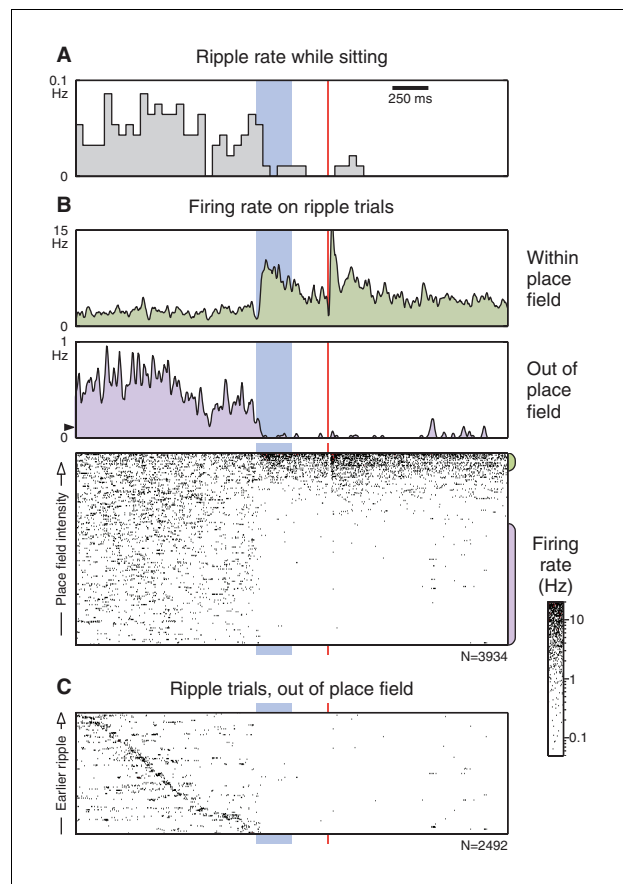 A
Ripple rate while sitting
0.1
Hz
0
250 ms
B
Firing rate on ripple trials
15
Hz
0
Within
place
field
1
Hz
0
Out of
place
field
Place field intensity
N=3934
Firing
rate
(Hz)
10
1
0.1
C
Ripple trials, out of place field
Earlier ripple
N=2492